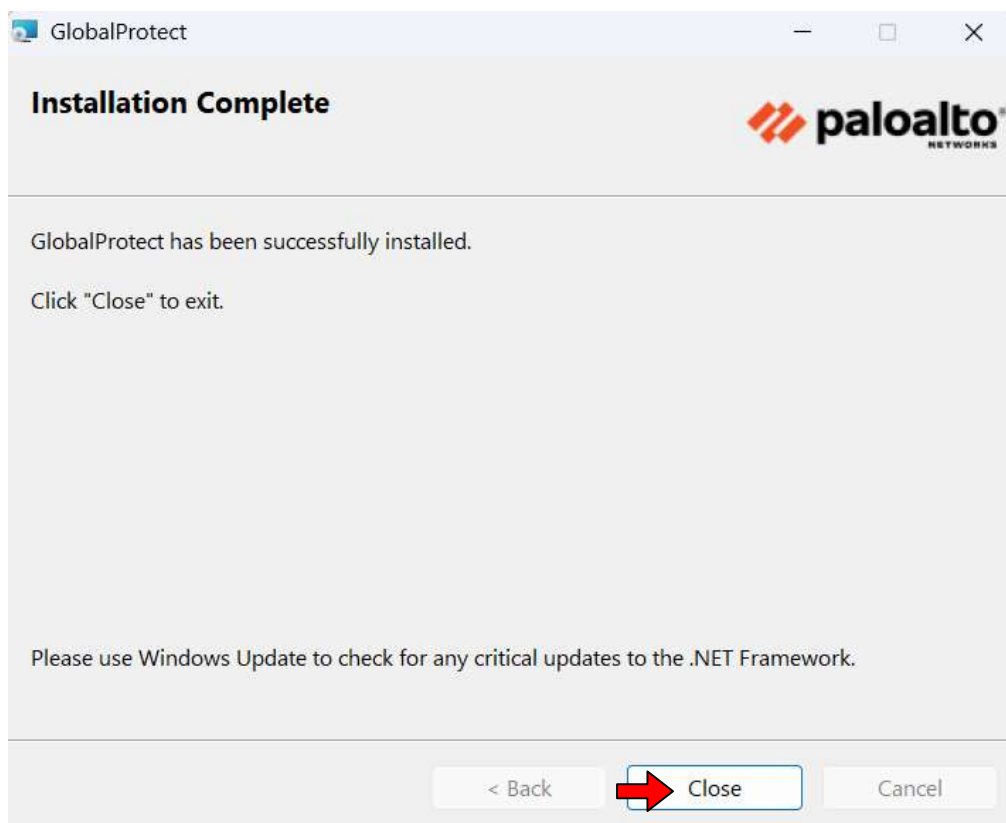 GlobalProtect
Installation Complete
paloalto®
NETWORKS
GlobalProtect has been successfully installed.
Click "Close" to exit.
Please use Windows Update to check for any critical updates to the .NET Framework.
< Back
Close
Cancel